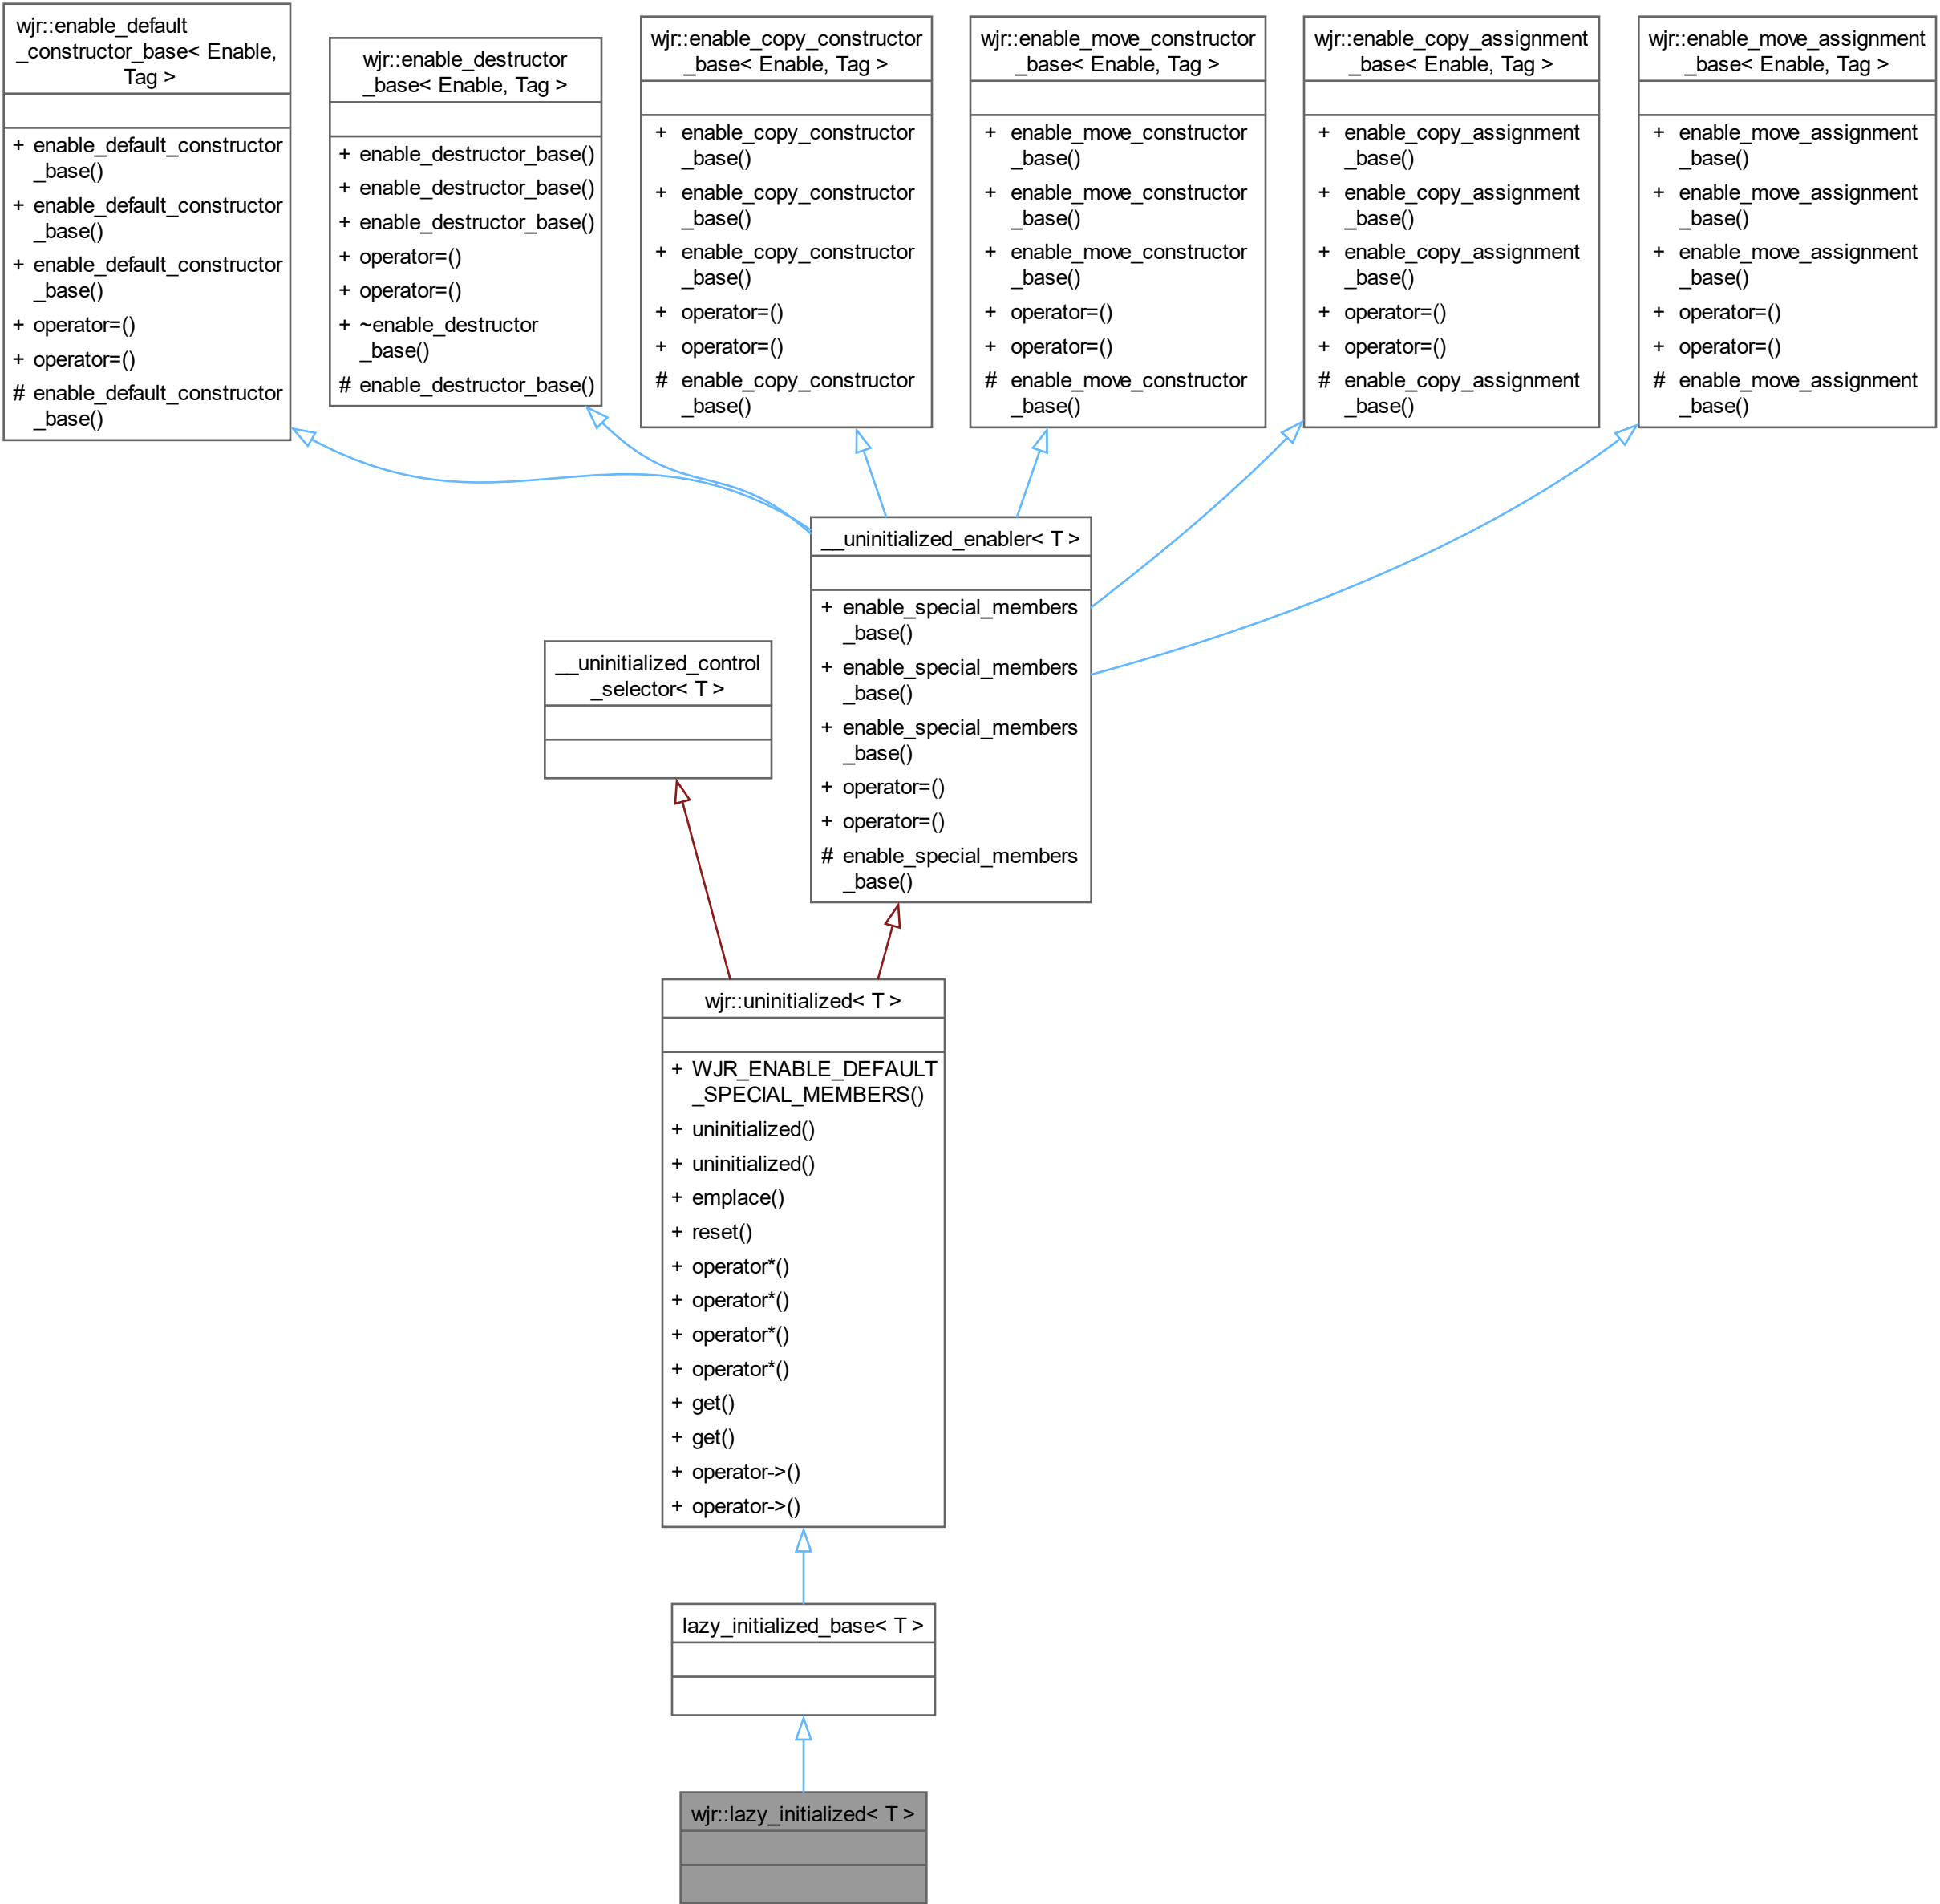 wjr::enable_default
_constructor_base< Enable,
Tag >
+ enable_default_constructor
_base()
+ enable_default_constructor
_base()
+ enable_default_constructor
_base()
+ operator=()
+ operator=()
# enable_default_constructor
_base()
wjr::enable_destructor
_base< Enable, Tag >
+ enable_destructor_base()
+ enable_destructor_base()
+ enable_destructor_base()
+ operator=()
+ operator=()
+ ~enable_destructor
_base()
# enable_destructor_base()
wjr::enable_copy_constructor
_base< Enable, Tag >
+ enable_copy_constructor
_base()
+ enable_copy_constructor
_base()
+ enable_copy_constructor
_base()
+ operator=()
+ operator=()
# enable_copy_constructor
_base()
wjr::enable_move_constructor
_base< Enable, Tag >
+ enable_move_constructor
_base()
+ enable_move_constructor
_base()
+ enable_move_constructor
_base()
+ operator=()
+ operator=()
# enable_move_constructor
_base()
wjr::enable_copy_assignment
_base< Enable, Tag >
+ enable_copy_assignment
_base()
+ enable_copy_assignment
_base()
+ enable_copy_assignment
_base()
+ operator=()
+ operator=()
# enable_copy_assignment
_base()
wjr::enable_move_assignment
_base< Enable, Tag >
+ enable_move_assignment
_base()
+ enable_move_assignment
_base()
+ enable_move_assignment
_base()
+ operator=()
+ operator=()
# enable_move_assignment
_base()
__uninitialized_enabler< T >
+ enable_special_members
_base()
+ enable_special_members
_base()
+ enable_special_members
_base()
+ operator=()
+ operator=()
# enable_special_members
_base()
__uninitialized_control
_selector< T >
wjr::uninitialized< T >
+ WJR_ENABLE_DEFAULT
_SPECIAL_MEMBERS()
+ uninitialized()
+ uninitialized()
+ emplace()
+ reset()
+ operator*()
+ operator*()
+ operator*()
+ operator*()
+ get()
+ get()
+ operator->()
+ operator->()
lazy_initialized_base< T >
wjr::lazy_initialized< T >